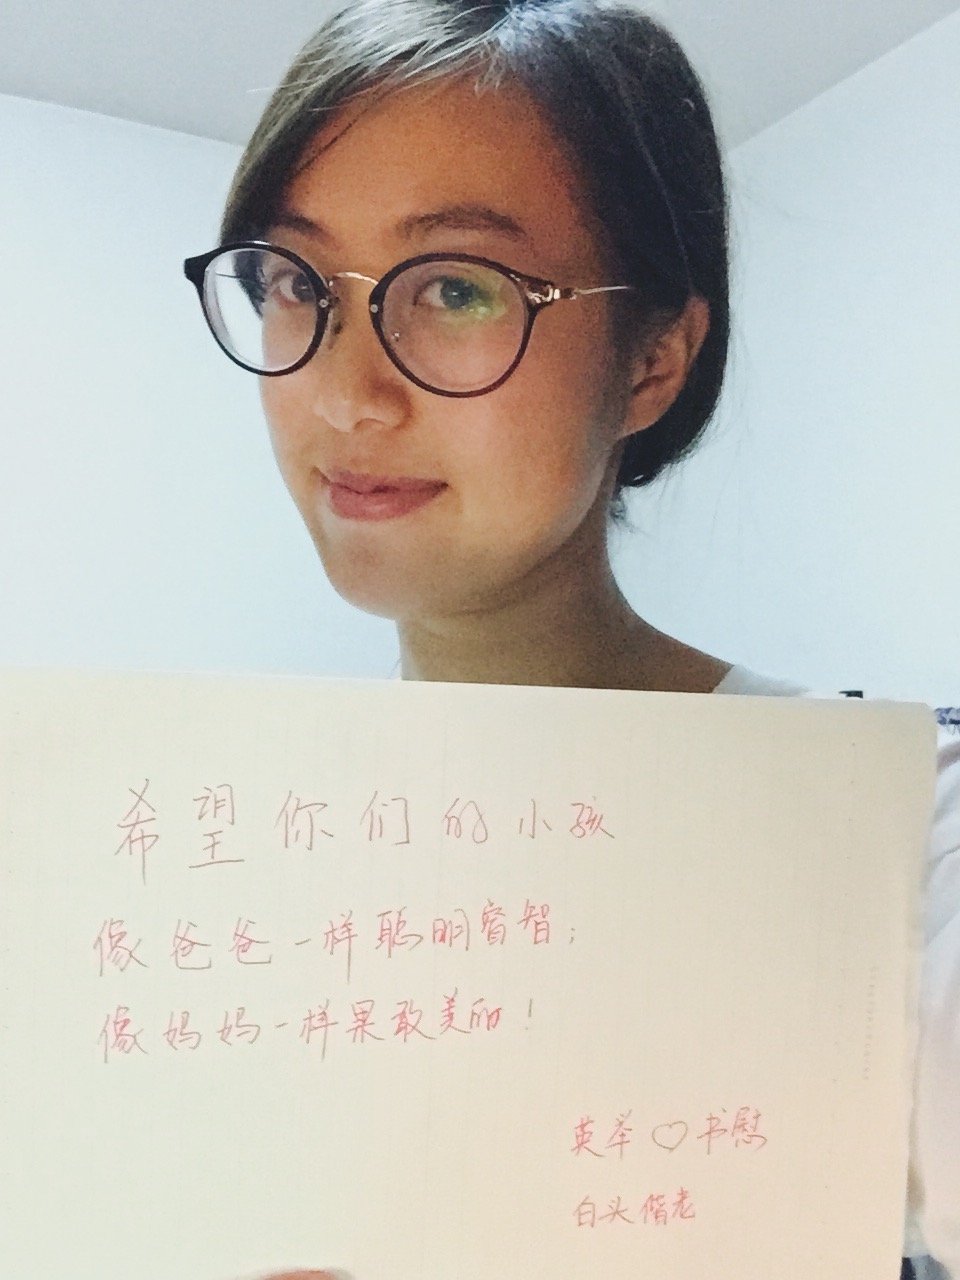 希望你们的小孩
像爸爸一样聪明睿智；
像妈妈一样果敢美丽！
英举♡书慰
白头偕老